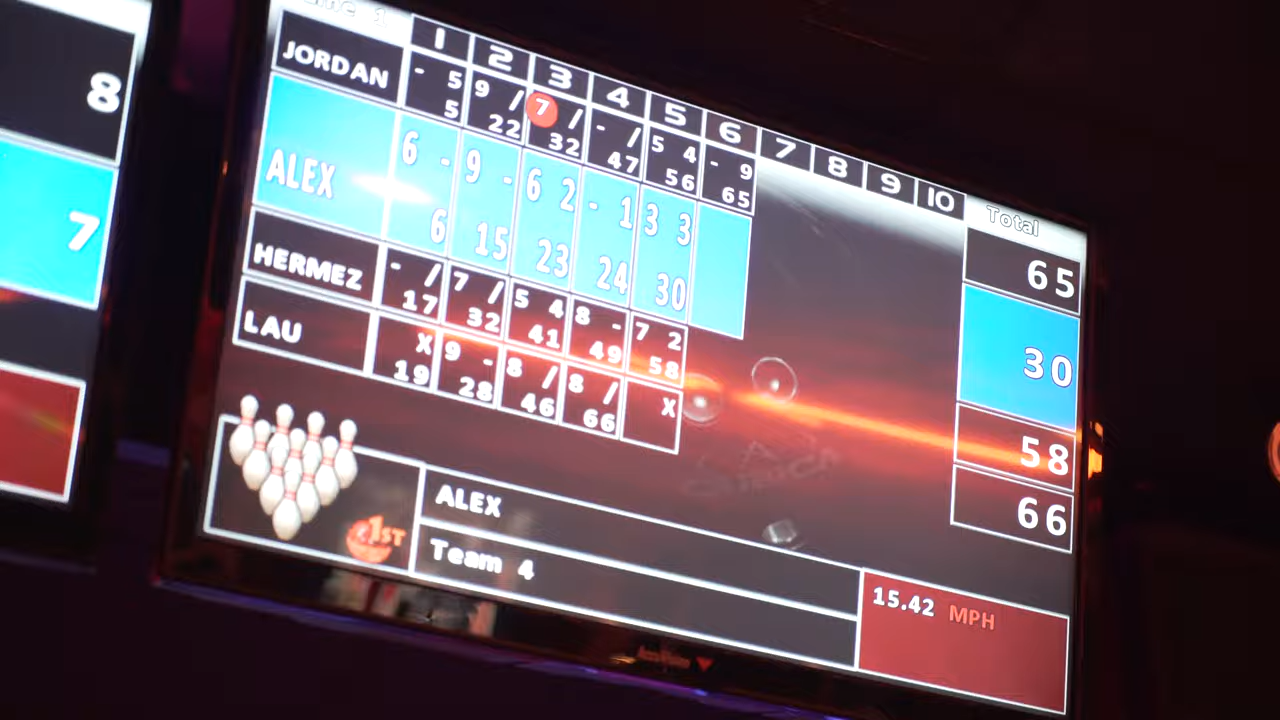 8
7
1
1 2 3 4 5 6 7 8 9 10 Total
JORDAN - 5 9 / 7 / - / 5 4 - 9
5 22 32 47 56 65 65
ALEX 6 - 9 - 6 2 - 1 3 3
6 15 23 24 30 30
HERMEZ - / 7 / 5 4 8 - 7 2
17 32 41 49 58 58
LAU X 9 - 8 / 8 / X
19 28 46 66 66
1ST
ALEX
Team 4
15.42 MPH